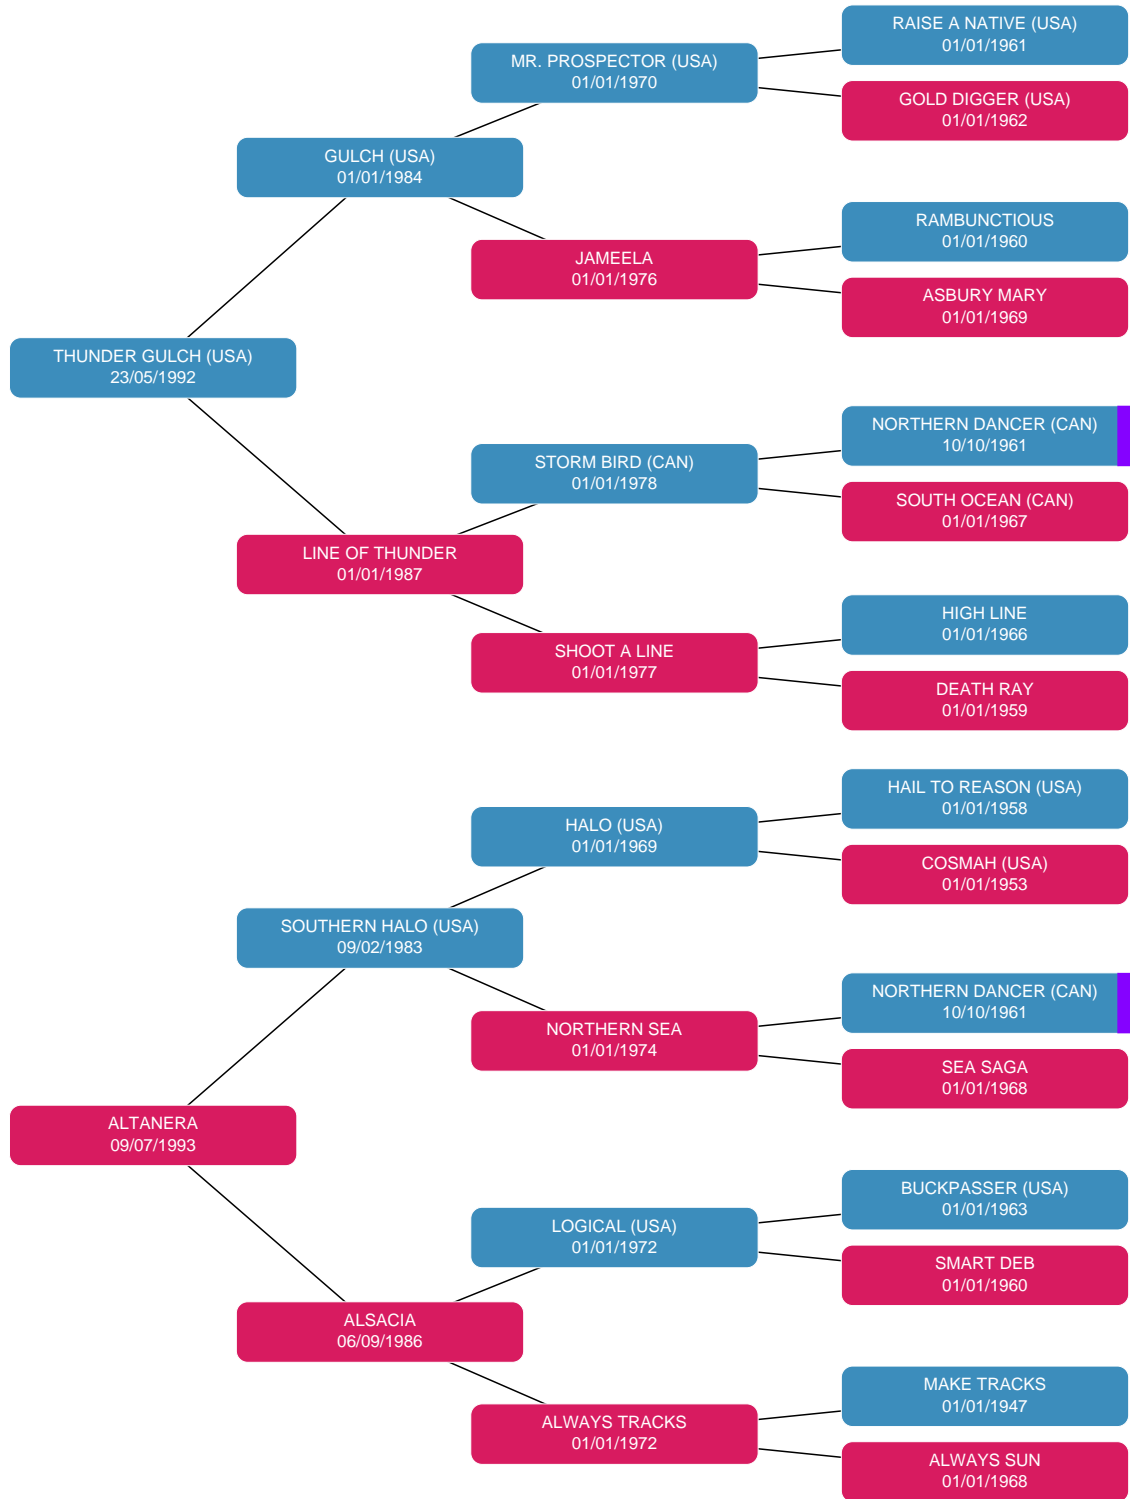 RAISE A NATIVE (USA)
01/01/1961
MR. PROSPECTOR (USA)
01/01/1970
GOLD DIGGER (USA)
01/01/1962
GULCH (USA)
01/01/1984
RAMBUNCTIOUS
01/01/1960
JAMEELA
01/01/1976
ASBURY MARY
01/01/1969
THUNDER GULCH (USA)
23/05/1992
NORTHERN DANCER (CAN)
10/10/1961
STORM BIRD (CAN)
01/01/1978
SOUTH OCEAN (CAN)
01/01/1967
LINE OF THUNDER
01/01/1987
HIGH LINE
01/01/1966
SHOOT A LINE
01/01/1977
DEATH RAY
01/01/1959
HAIL TO REASON (USA)
01/01/1958
HALO (USA)
01/01/1969
COSMAH (USA)
01/01/1953
SOUTHERN HALO (USA)
09/02/1983
NORTHERN DANCER (CAN)
10/10/1961
NORTHERN SEA
01/01/1974
SEA SAGA
01/01/1968
ALTANERA
09/07/1993
BUCKPASSER (USA)
01/01/1963
LOGICAL (USA)
01/01/1972
SMART DEB
01/01/1960
ALSACIA
06/09/1986
MAKE TRACKS
01/01/1947
ALWAYS TRACKS
01/01/1972
ALWAYS SUN
01/01/1968